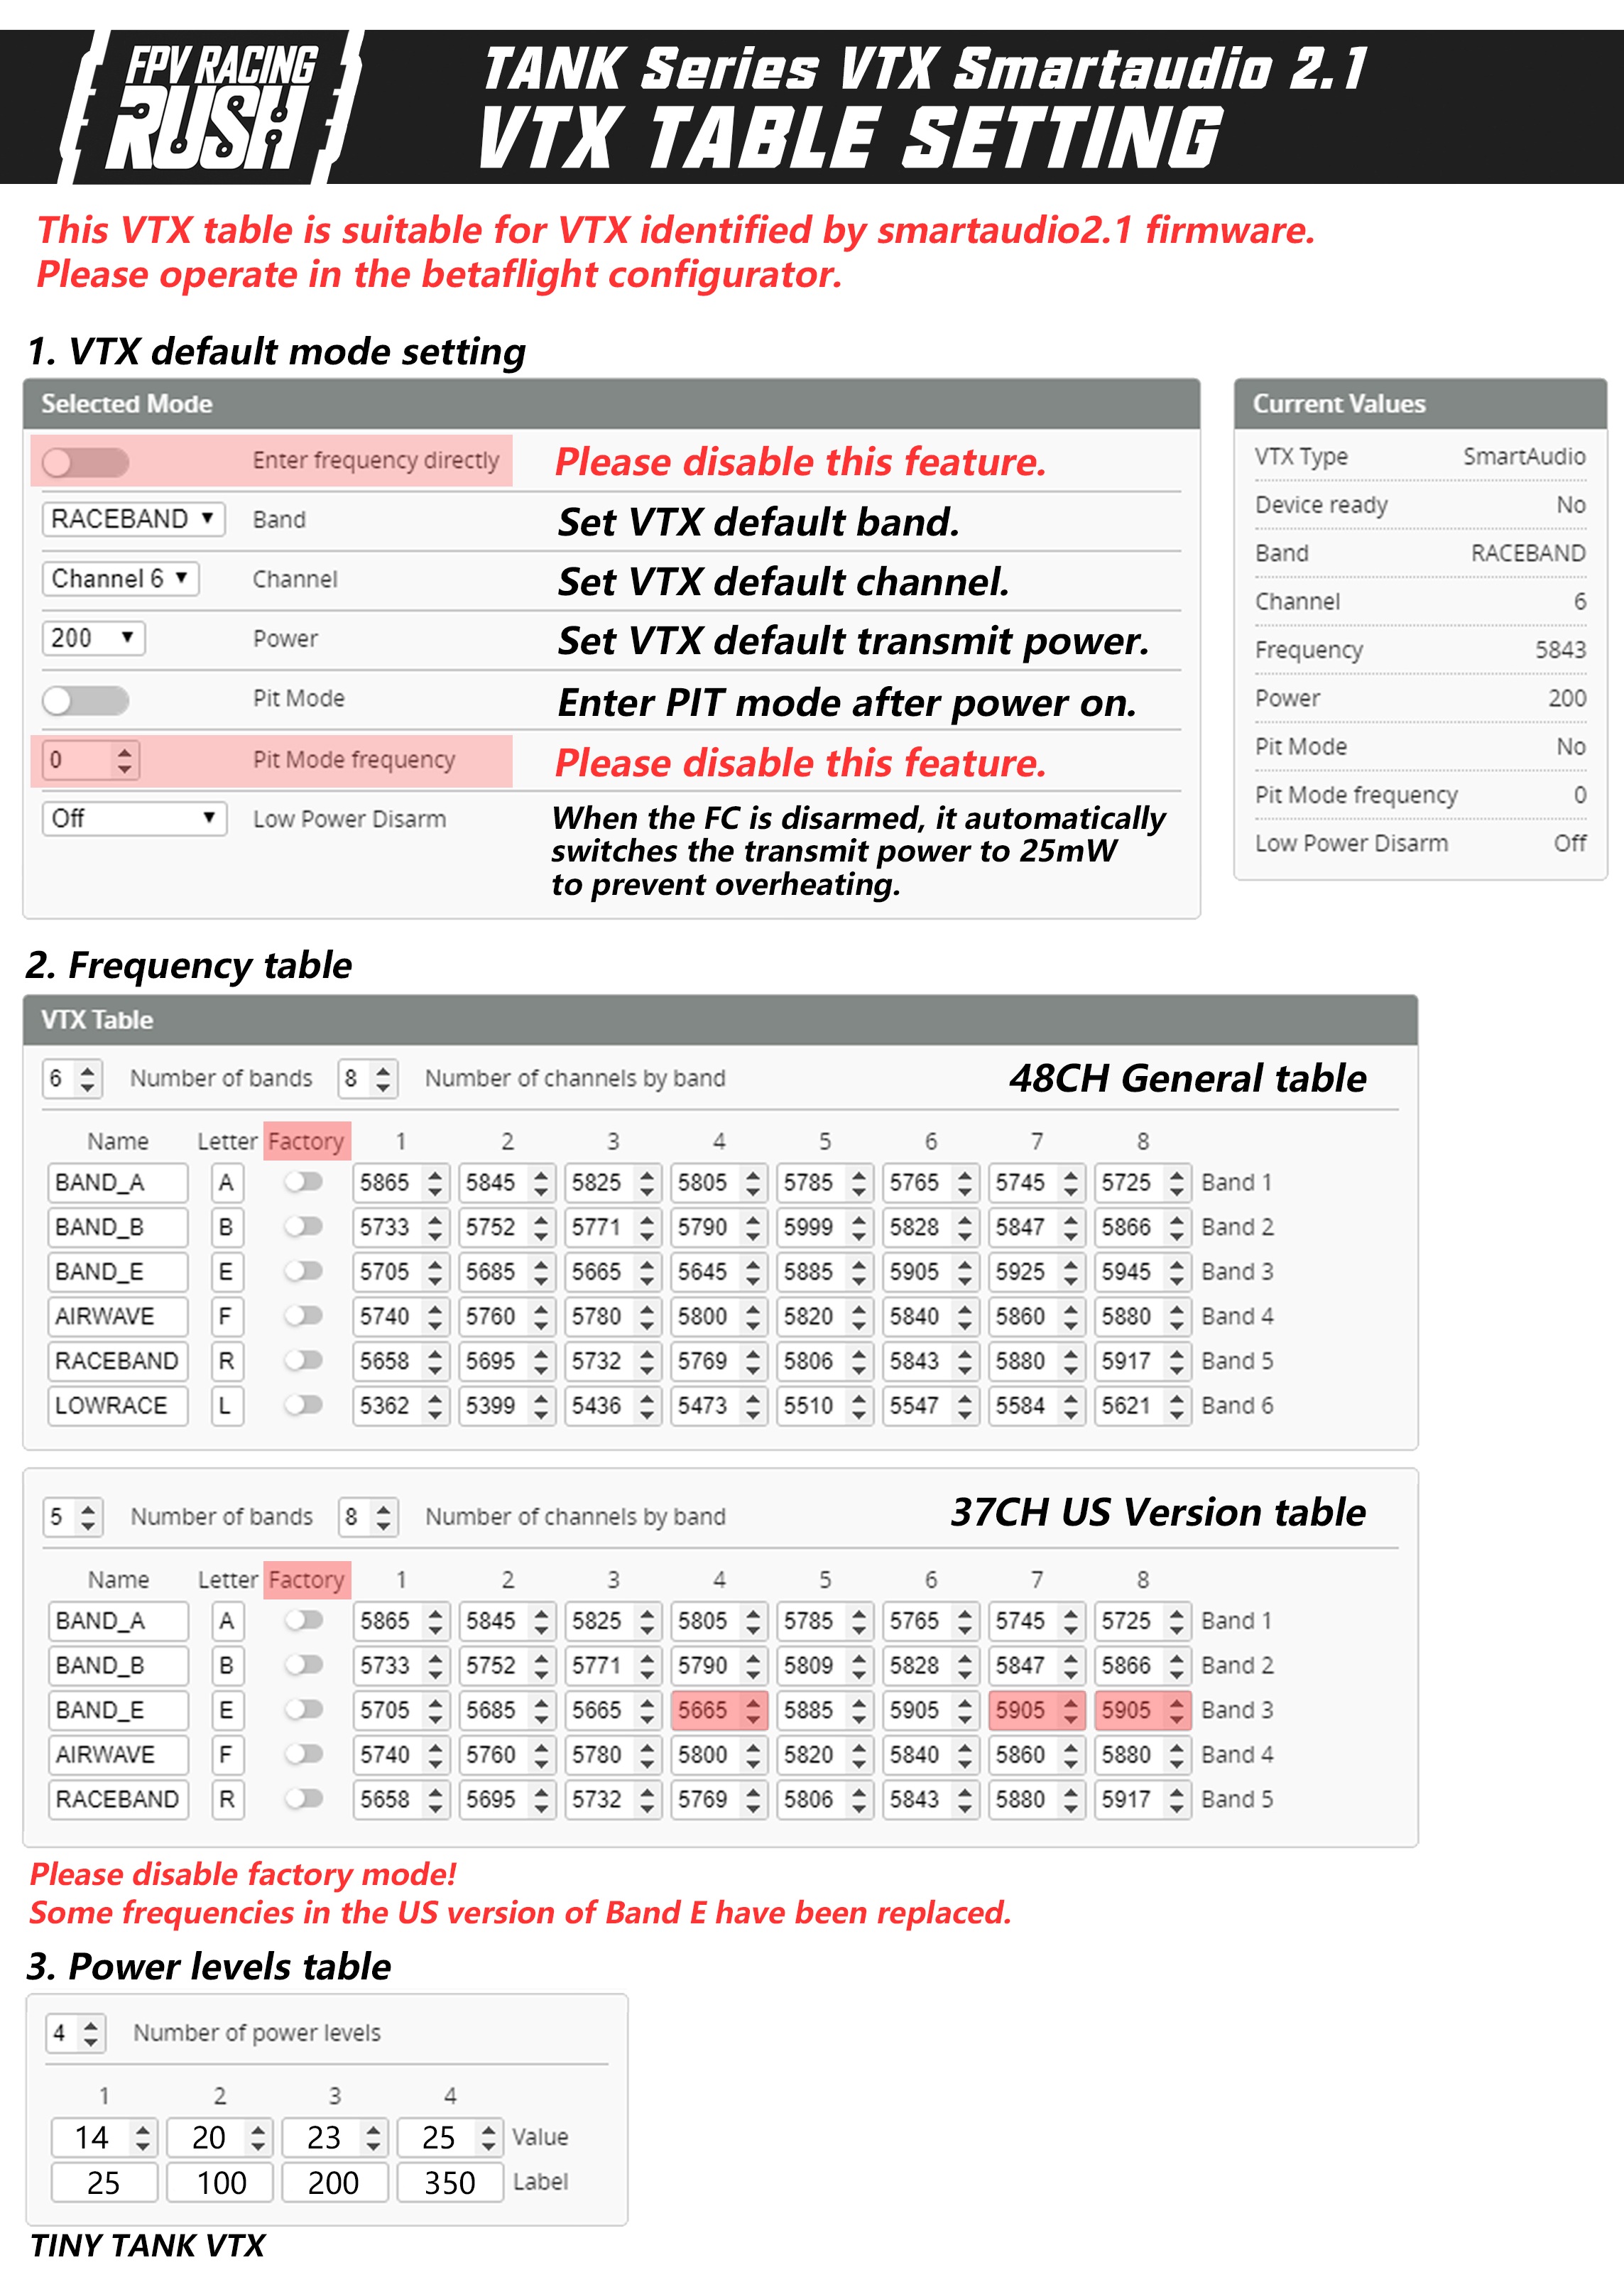 FPV RACING
RUSH
TANK Series VTX Smartaudio 2.1
VTX TABLE SETTING
This VTX table is suitable for VTX identified by smartaudio2.1 firmware.
Please operate in the betaflight configurator.
1. VTX default mode setting
Selected Mode
Enter frequency directly Please disable this feature.
RACEBAND Band Set VTX default band.
Channel 6 Channel Set VTX default channel.
200 Power Set VTX default transmit power.
Pit Mode Enter PIT mode after power on.
0 Pit Mode frequency Please disable this feature.
Off Low Power Disarm When the FC is disarmed, it automatically
switches the transmit power to 25mW
to prevent overheating.
Current Values
VTX Type SmartAudio
Device ready No
Band RACEBAND
Channel 6
Frequency 5843
Power 200
Pit Mode No
Pit Mode frequency 0
Low Power Disarm Off
2. Frequency table
VTX Table
6 Number of bands 8 Number of channels by band 48CH General table
Name Letter Factory 1 2 3 4 5 6 7 8
BAND_A A 5865 5845 5825 5805 5785 5765 5745 5725 Band 1
BAND_B B 5733 5752 5771 5790 5999 5828 5847 5866 Band 2
BAND_E E 5705 5685 5665 5645 5885 5905 5925 5945 Band 3
AIRWAVE F 5740 5760 5780 5800 5820 5840 5860 5880 Band 4
RACEBAND R 5658 5695 5732 5769 5806 5843 5880 5917 Band 5
LOWRACE L 5362 5399 5436 5473 5510 5547 5584 5621 Band 6
5 Number of bands 8 Number of channels by band 37CH US Version table
Name Letter Factory 1 2 3 4 5 6 7 8
BAND_A A 5865 5845 5825 5805 5785 5765 5745 5725 Band 1
BAND_B B 5733 5752 5771 5790 5809 5828 5847 5866 Band 2
BAND_E E 5705 5685 5665 5665 5885 5905 5905 5905 Band 3
AIRWAVE F 5740 5760 5780 5800 5820 5840 5860 5880 Band 4
RACEBAND R 5658 5695 5732 5769 5806 5843 5880 5917 Band 5
Please disable factory mode!
Some frequencies in the US version of Band E have been replaced.
3. Power levels table
4 Number of power levels
1 2 3 4
14 20 23 25 Value
25 100 200 350 Label
TINY TANK VTX